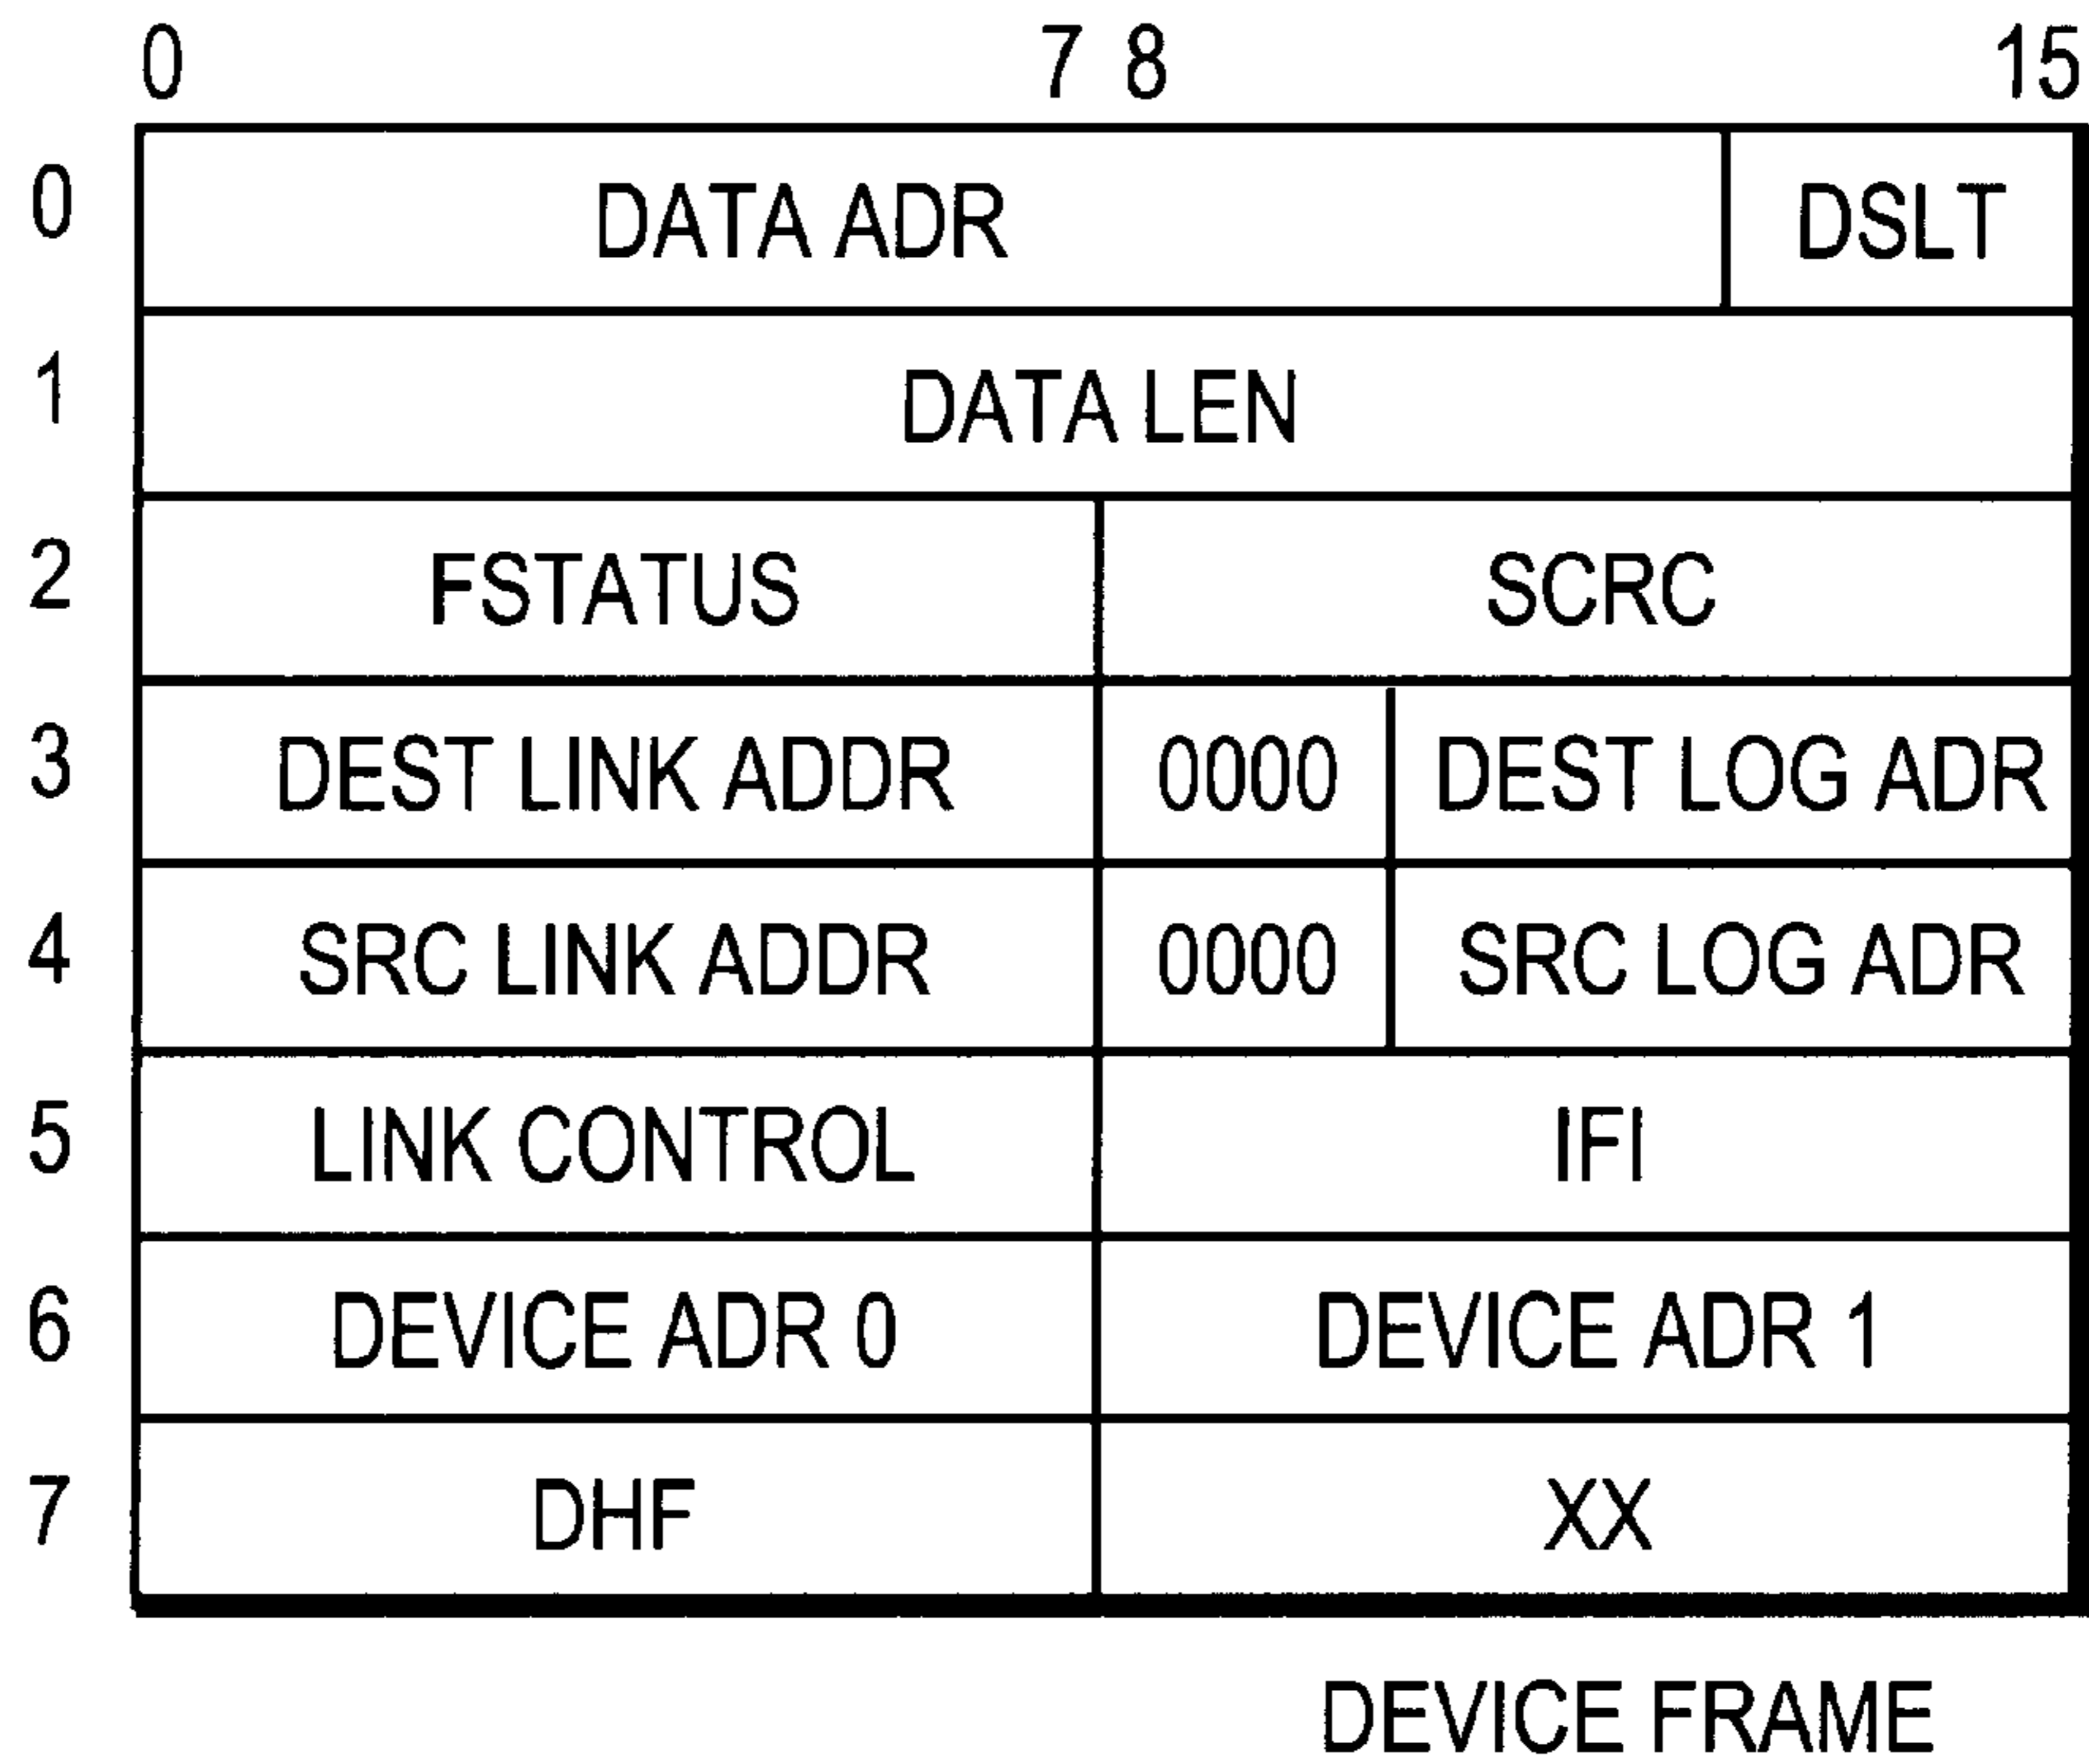 0 7 8 15
0 DATA ADR DSLT
1 DATA LEN
2 FSTATUS SCRC
3 DEST LINK ADDR 0000 DEST LOG ADR
4 SRC LINK ADDR 0000 SRC LOG ADR
5 LINK CONTROL IFI
6 DEVICE ADR 0 DEVICE ADR 1
7 DHF XX
DEVICE FRAME